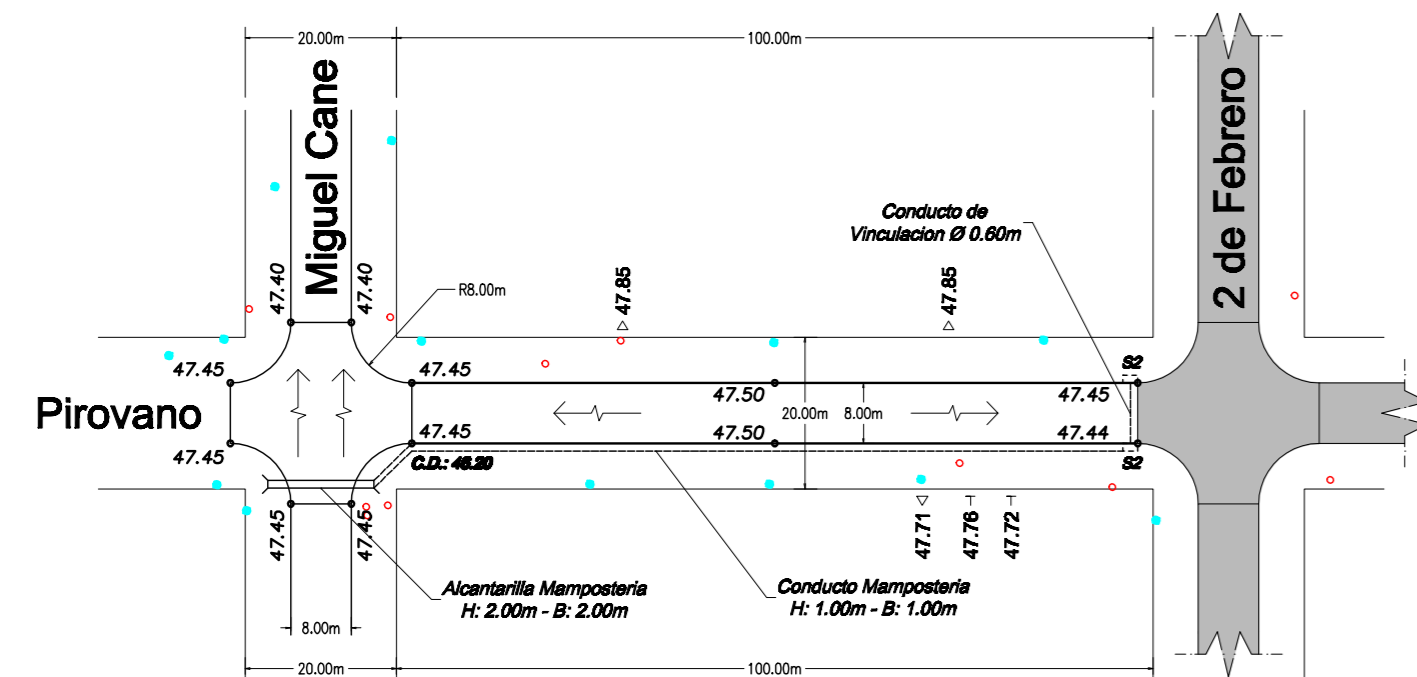 20.00m
100.00m
Miguel Cane
2 de Febrero
Conducto de
Vinculacion Ø 0.60m
47.40
47.40
R8.00m
47.85
47.85
47.45
47.45
S2
47.50
47.45
Pirovano
20.00m
8.00m
47.45
47.50
47.44
47.45
C.D.: 46.20
S2
47.45
47.45
47.71
47.76
47.72
Alcantarilla Mamposteria
H: 2.00m - B: 2.00m
Conducto Mamposteria
H: 1.00m - B: 1.00m
8.00m
20.00m
100.00m